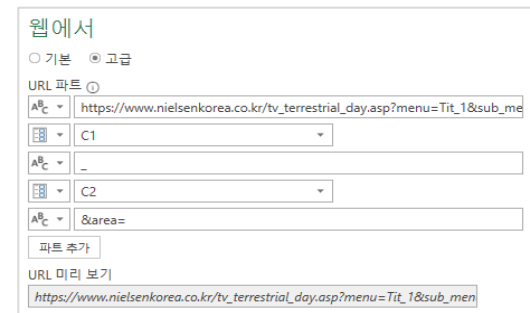 웹에서
기본 고급
URL 파트
ABC https://www.nielsenkorea.co.kr/tv_terrestrial_day.asp?menu=Tit_1&sub_me
C1
ABC _
C2
ABC &area=
파트 추가
URL 미리 보기
https://www.nielsenkorea.co.kr/tv_terrestrial_day.asp?menu=Tit_1&sub_men